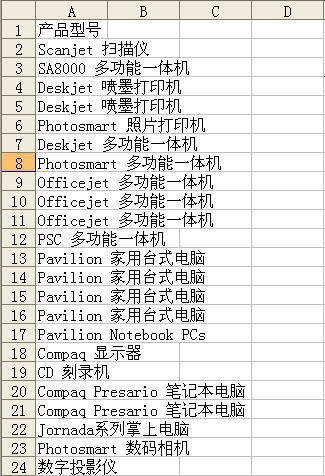 A B C D
1 产品型号
2 Scanjet 扫描仪
3 SA8000 多功能一体机
4 Deskjet 喷墨打印机
5 Deskjet 喷墨打印机
6 Photosmart 照片打印机
7 Deskjet 多功能一体机
8 Photosmart 多功能一体机
9 Officejet 多功能一体机
10 Officejet 多功能一体机
11 Officejet 多功能一体机
12 PSC 多功能一体机
13 Pavilion 家用台式电脑
14 Pavilion 家用台式电脑
15 Pavilion 家用台式电脑
16 Pavilion 家用台式电脑
17 Pavilion Notebook PCs
18 Compaq 显示器
19 CD 刻录机
20 Compaq Presario 笔记本电脑
21 Compaq Presario 笔记本电脑
22 Jornada系列掌上电脑
23 Photosmart 数码相机
24 数字投影仪